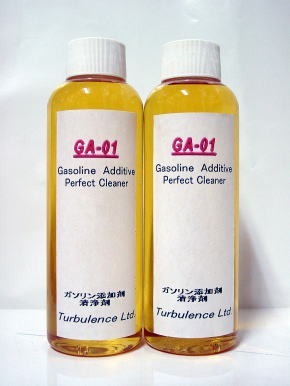 GA-01
Gasoline Additive
Perfect Cleaner
ガソリン添加剤
清浄剤
Turbulence Ltd.
GA-01
Gasoline Additive
Perfect Cleaner
ガソリン添加剤
清浄剤
Turbulence Ltd.